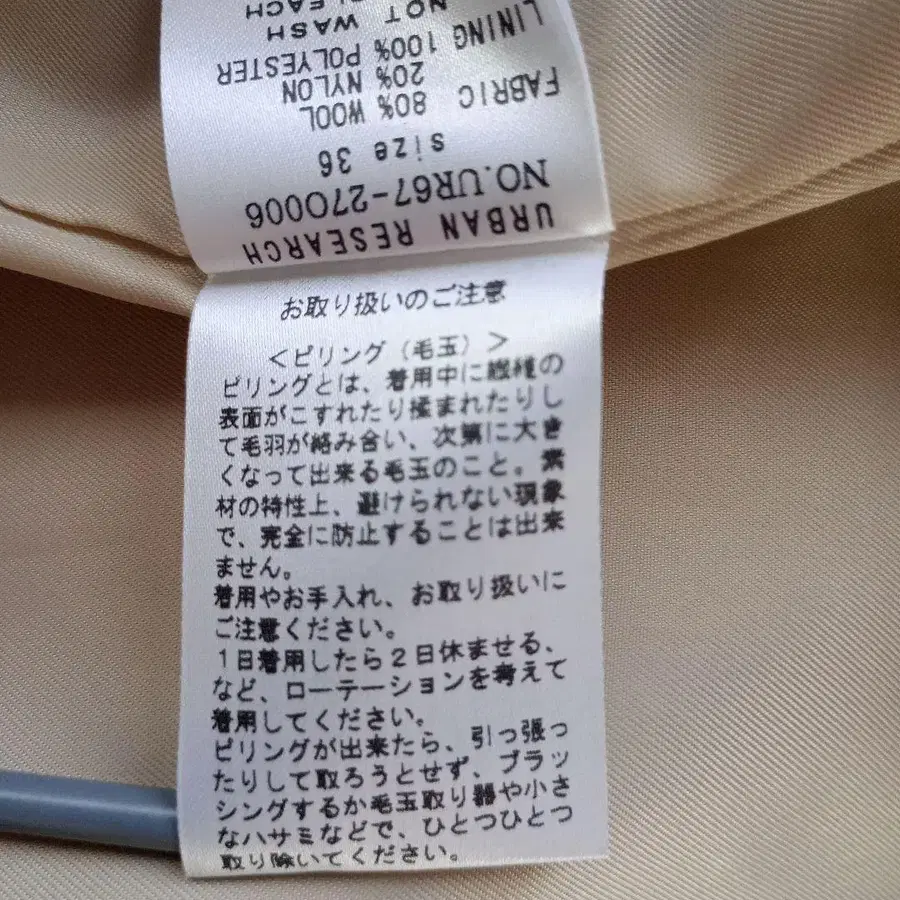 URBAN RESEARCH
NO.UR67-270006
size 36
FABRIC 80% WOOL
20% NYLON
LINING 100% POLYESTER
NOT WASH
お取り扱いのご注意
＜ピリング（毛玉）＞
ピリングとは、着用中に繊維の
表面がこすれたり揉まれたりし
て毛羽が絡み合い、次第に大き
くなって出来る毛玉のこと。素
材の特性上、避けられない現象
で、完全に防止することは出来
ません。
着用やお手入れ、お取り扱いに
ご注意ください。
1日着用したら2日休ませる、
など、ローテーションを考えて
着用してください。
ピリングが出来たら、引っ張っ
たりして取ろうとせず、ブラッ
シングするか毛玉取り器や小さ
なハサミなどで、ひとつひとつ
取り除いてください。